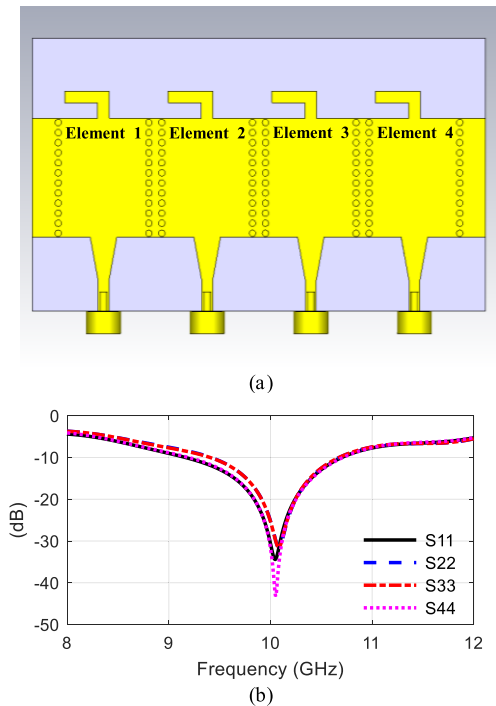 Element 1 Element 2 Element 3 Element 4
(a)
0
-10
-20
-30
-40
-50
(dB)
S11
S22
S33
S44
8 9 10 11 12
Frequency (GHz)
(b)